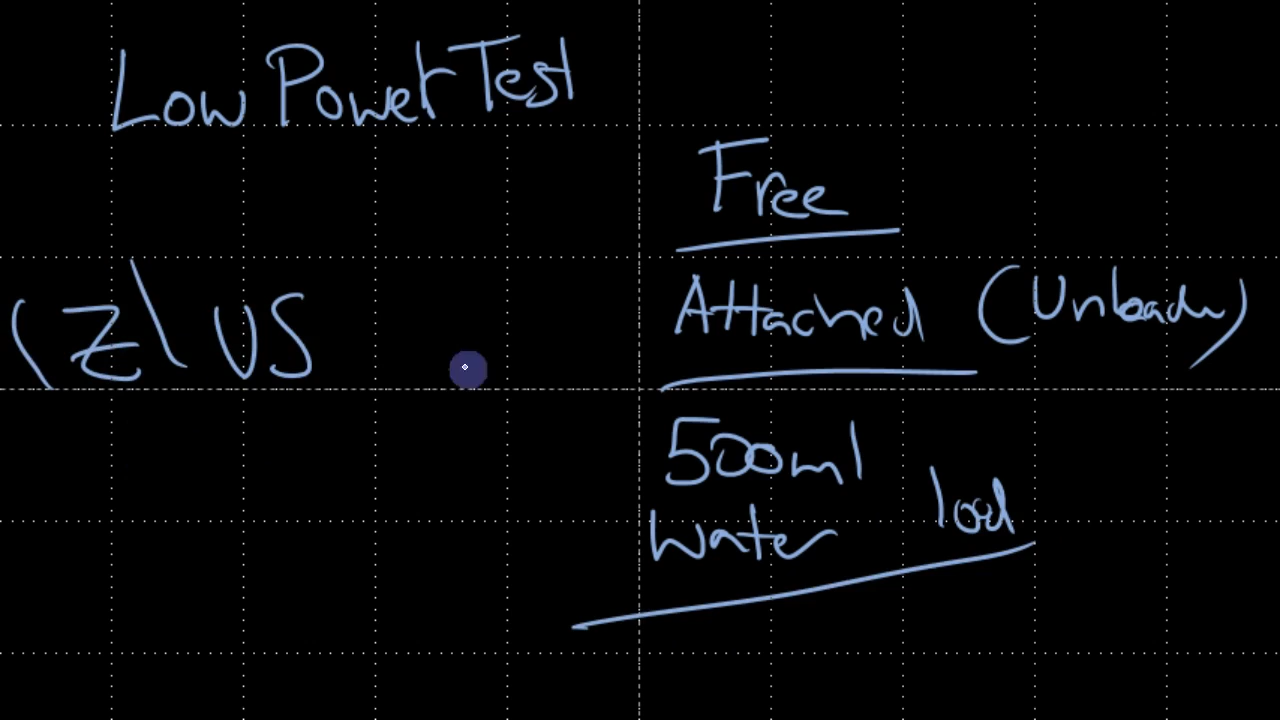 Low Power Test
Free
Attached (Unloaded)
|Z| VS
500ml
Water load